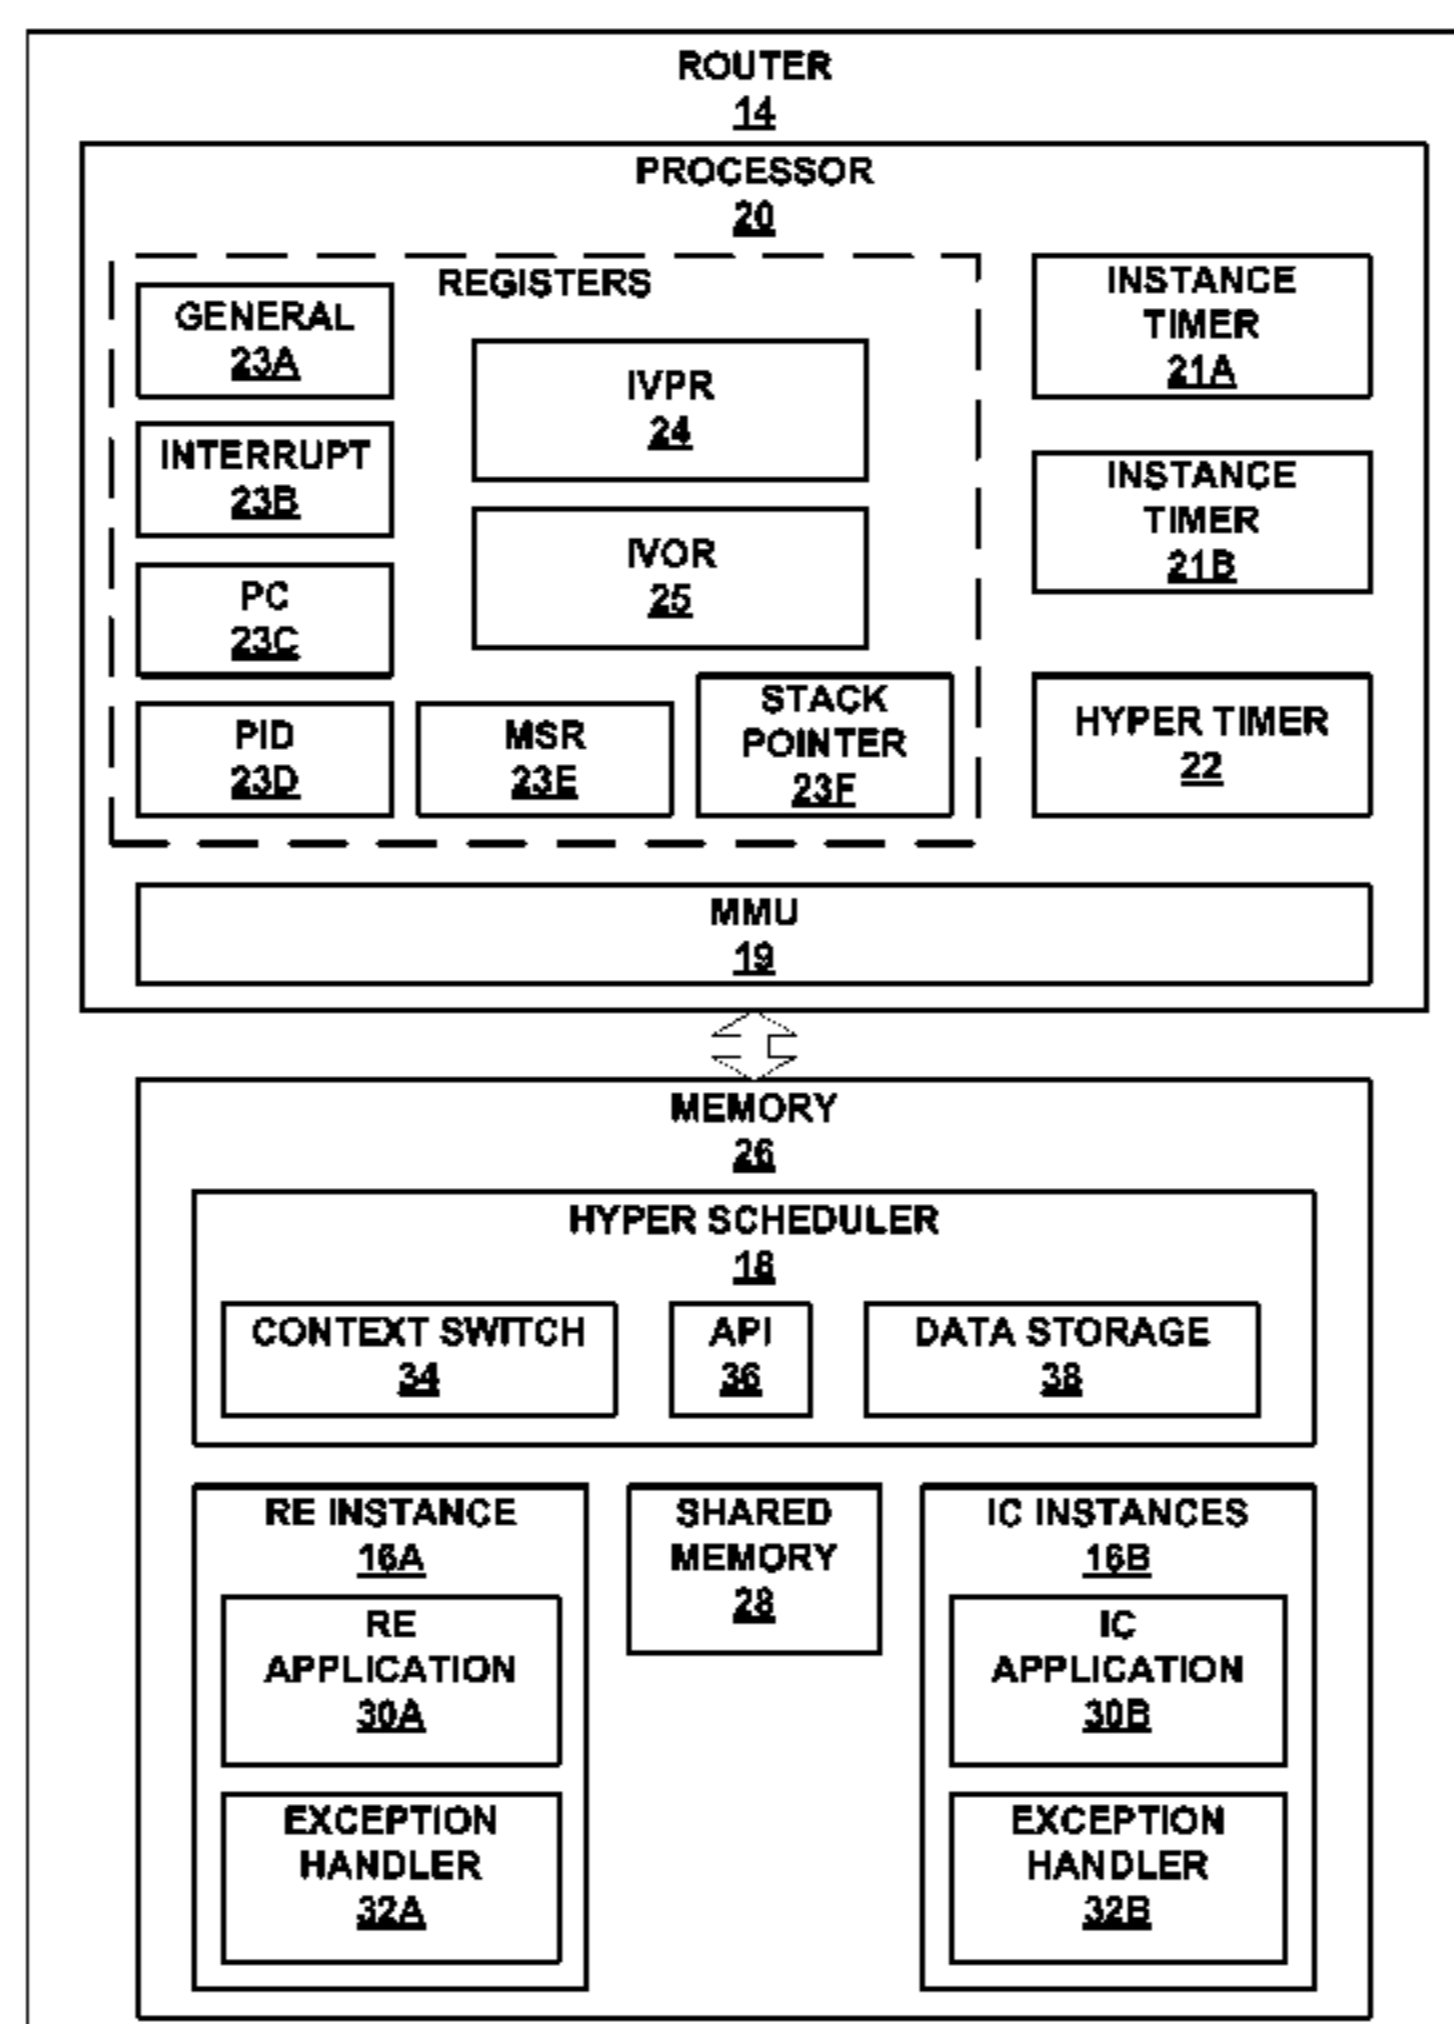 ROUTER
14
PROCESSOR
20
REGISTERS
GENERAL
23A
INTERRUPT
23B
PC
23C
PID
23D
IVPR
24
IVOR
25
MSR
23E
STACK
POINTER
23F
INSTANCE
TIMER
21A
INSTANCE
TIMER
21B
HYPER TIMER
22
MMU
19
MEMORY
26
HYPER SCHEDULER
18
CONTEXT SWITCH
34
API
36
DATA STORAGE
38
RE INSTANCE
16A
RE
APPLICATION
30A
EXCEPTION
HANDLER
32A
SHARED
MEMORY
28
IC INSTANCES
16B
IC
APPLICATION
30B
EXCEPTION
HANDLER
32B